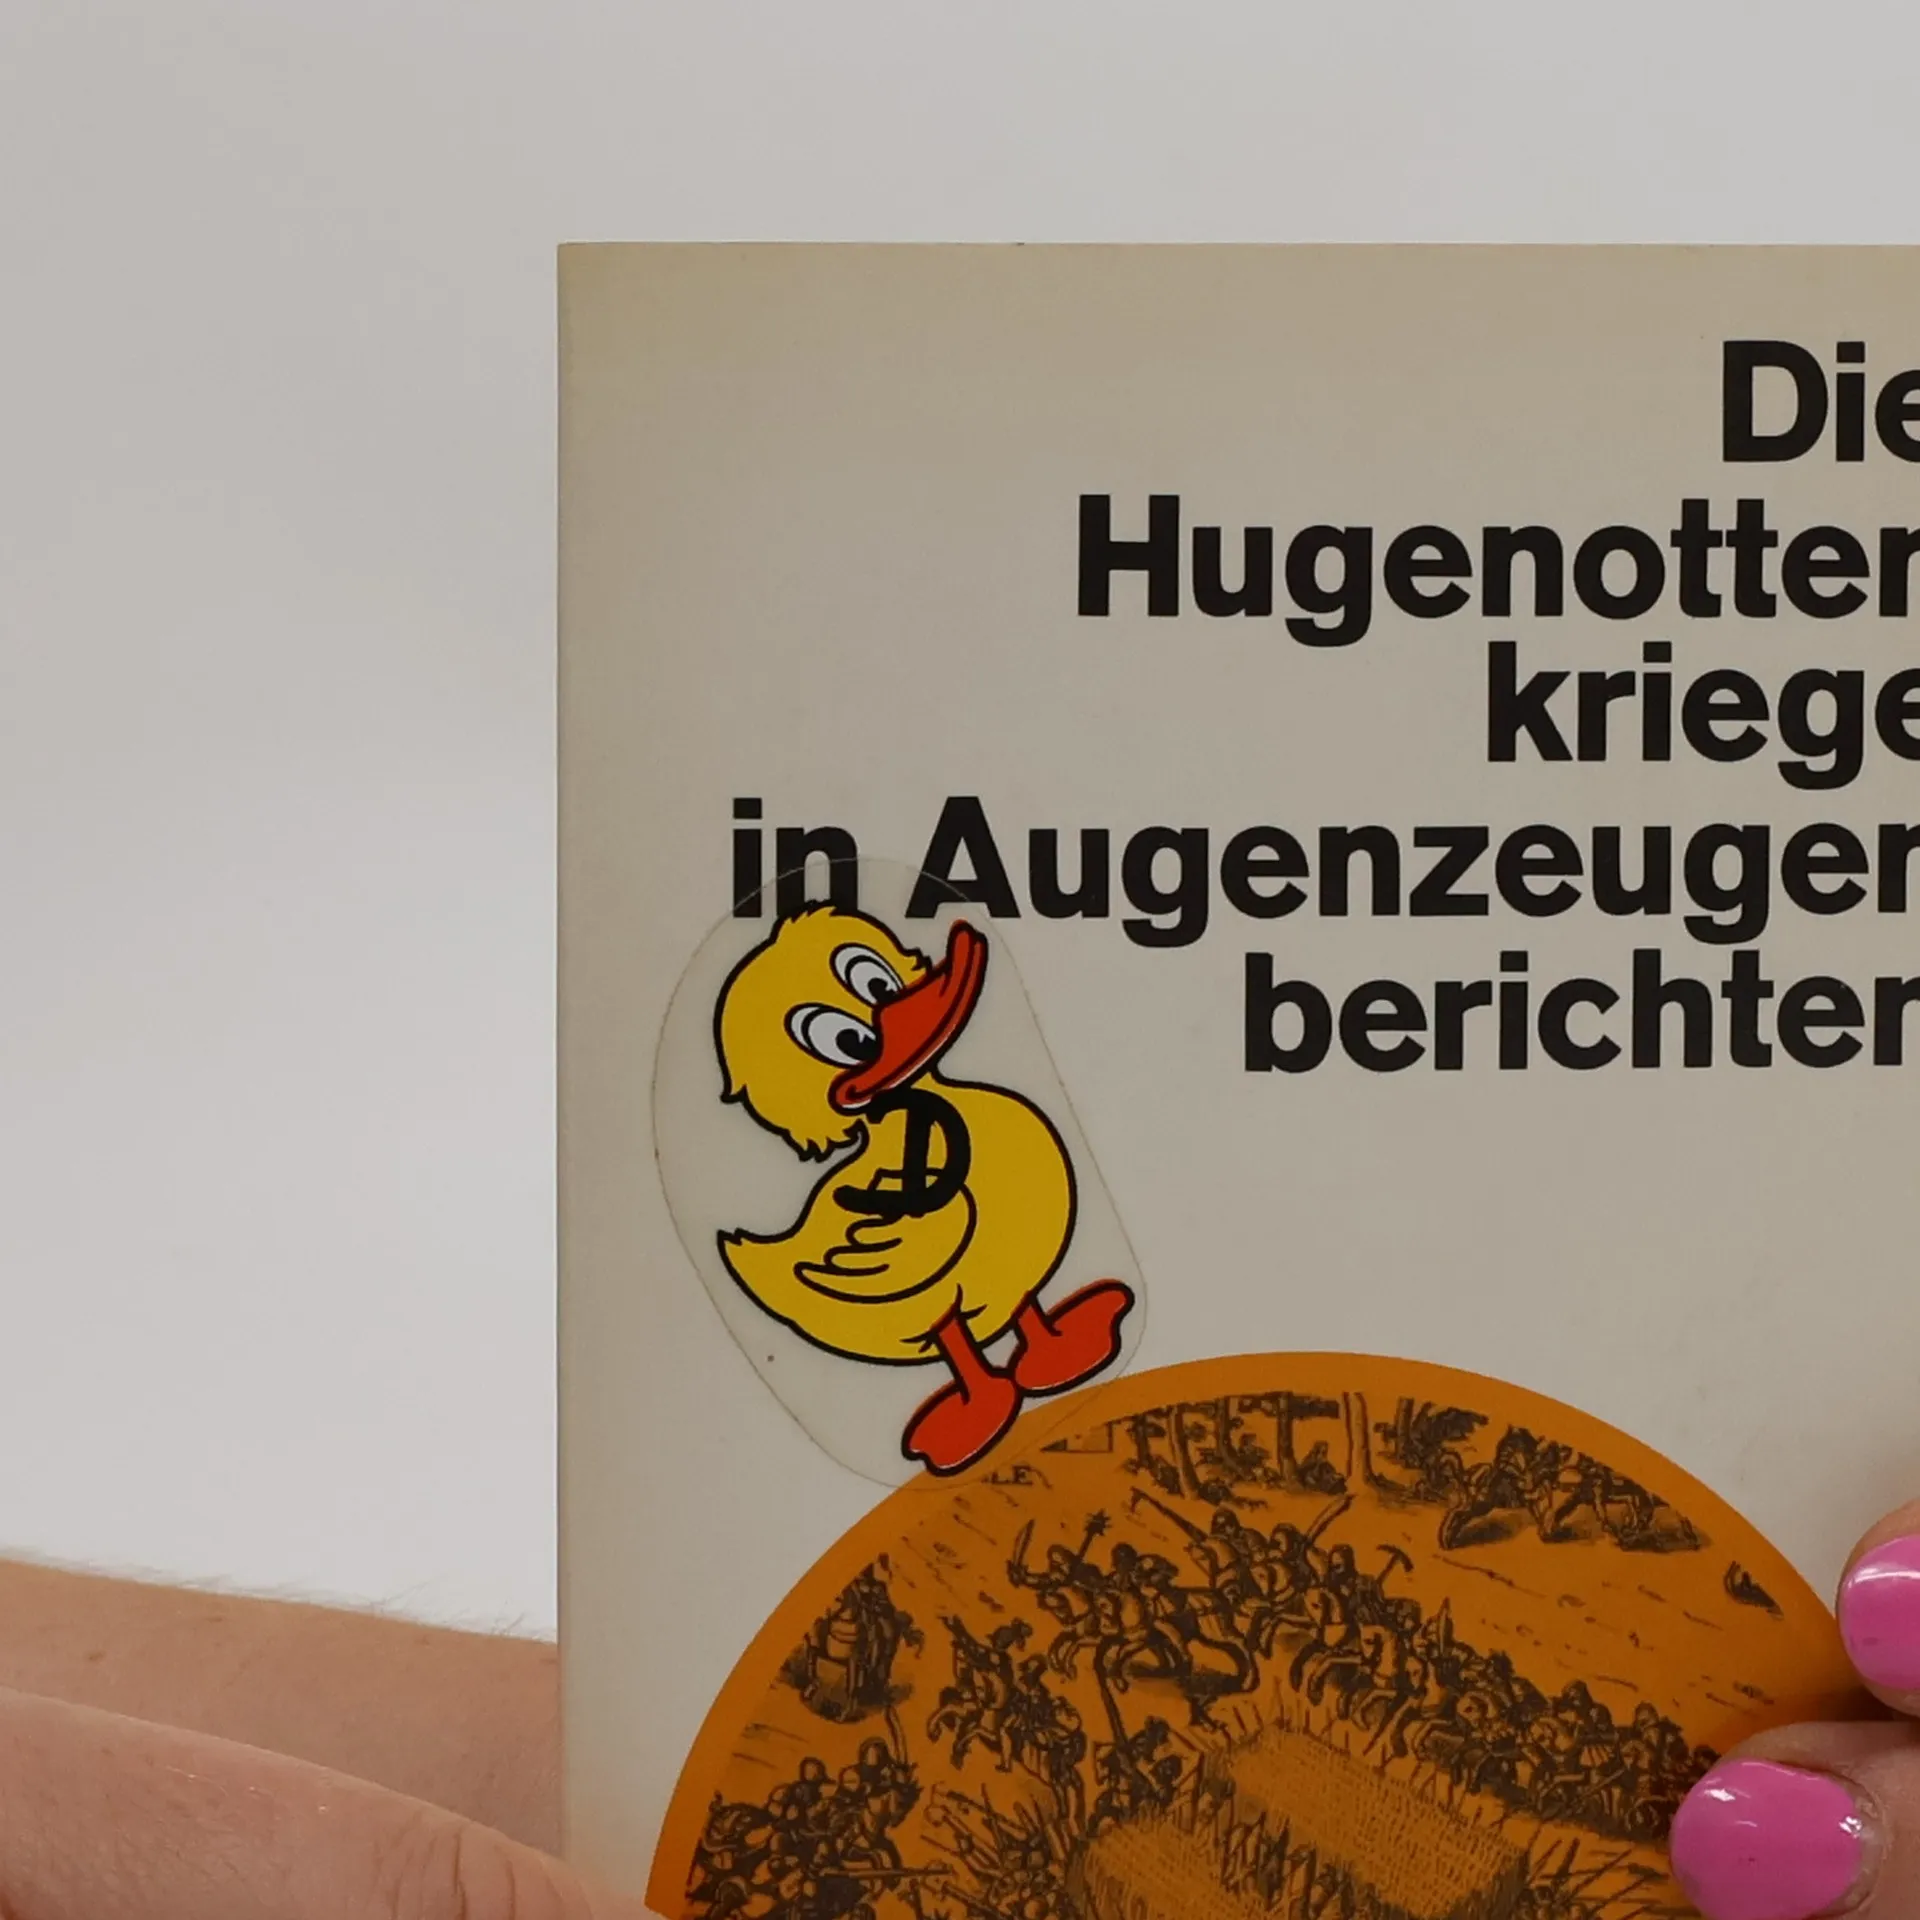 Die
Hugenotten
kriege
in Augenzeugen
berichten
D